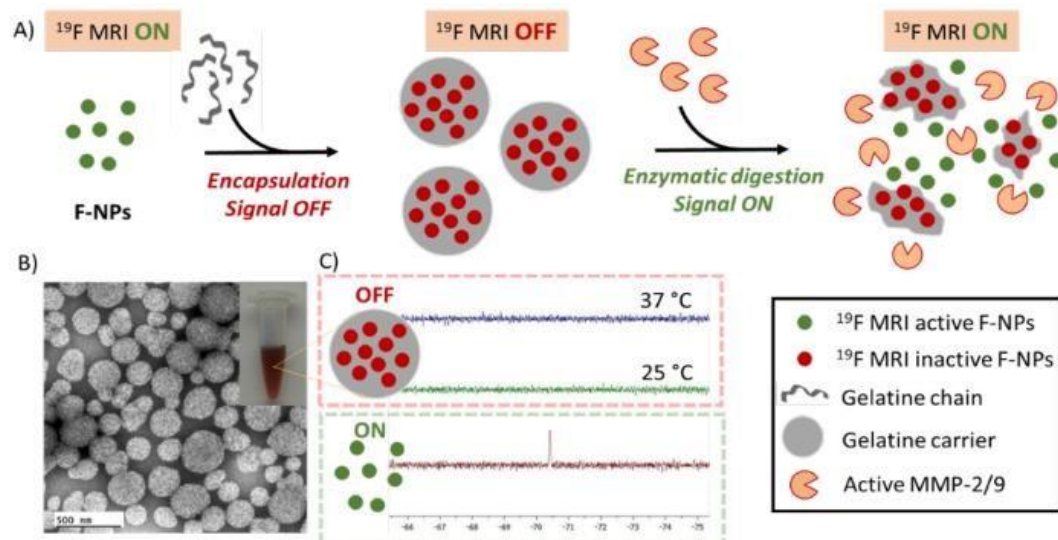 A)
¹⁹F MRI ON
¹⁹F MRI OFF
¹⁹F MRI ON
F-NPs
Encapsulation
Signal OFF
Enzymatic digestion
Signal ON
B)
500 nm
C)
OFF
37 °C
25 °C
ON
-66 -67 -68 -69 -70 -71 -72 -73 -74 -75
¹⁹F MRI active F-NPs
¹⁹F MRI inactive F-NPs
Gelatine chain
Gelatine carrier
Active MMP-2/9